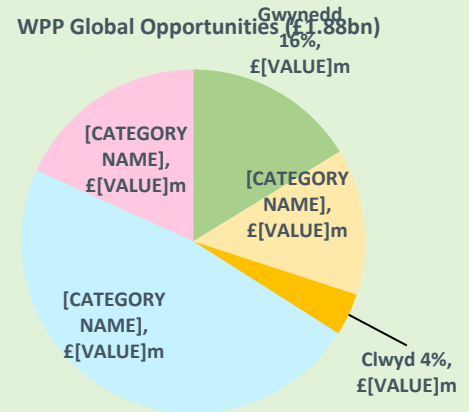 WPP Global Opportunities (£1.88bn)
Gwynedd
16%,
£[VALUE]m
[CATEGORY
NAME],
£[VALUE]m
[CATEGORY
NAME],
£[VALUE]m
[CATEGORY
NAME],
£[VALUE]m
Clwyd 4%,
£[VALUE]m